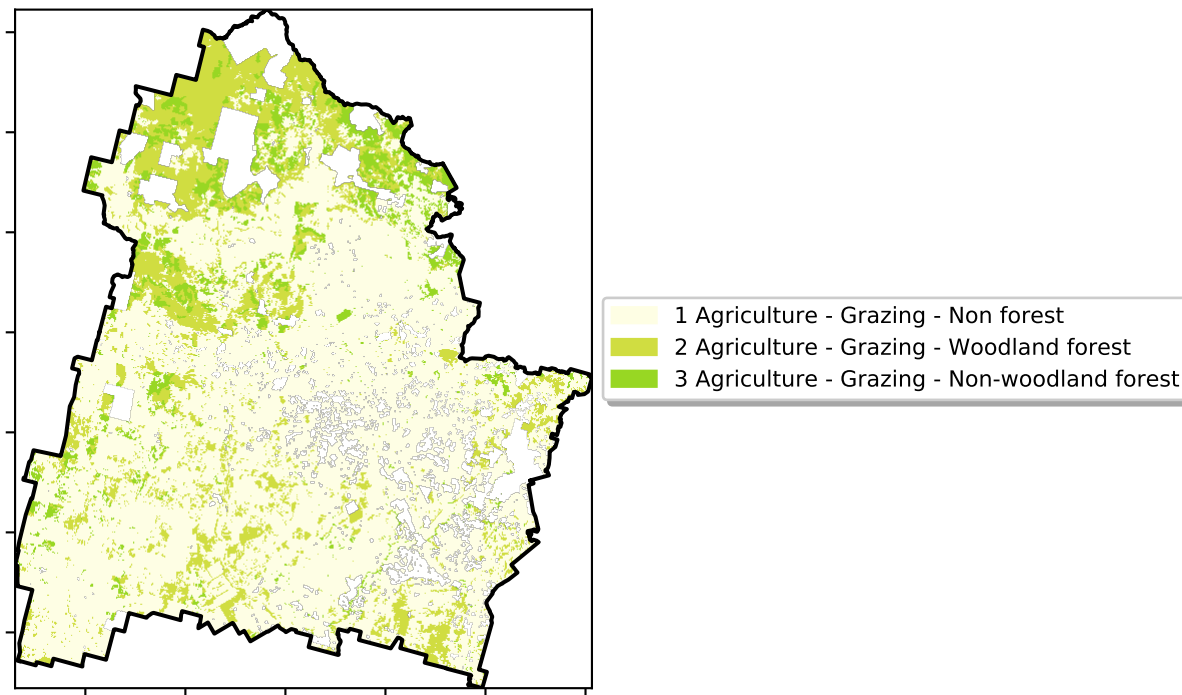 1 Agriculture - Grazing - Non forest
2 Agriculture - Grazing - Woodland forest
3 Agriculture - Grazing - Non-woodland forest